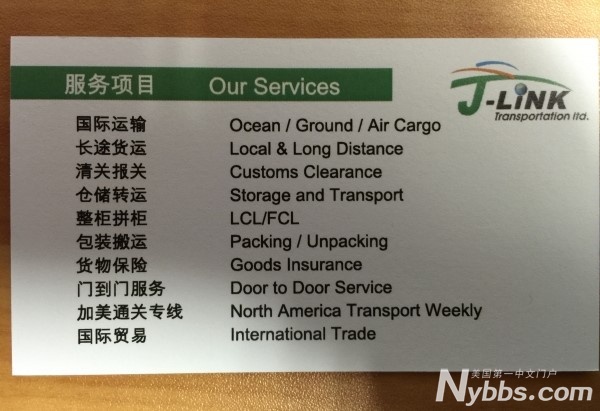 服务项目 Our Services
J-LINK
Transportation ltd.
国际运输 Ocean / Ground / Air Cargo
长途货运 Local & Long Distance
清关报关 Customs Clearance
仓储转运 Storage and Transport
整柜拼柜 LCL/FCL
包装搬运 Packing / Unpacking
货物保险 Goods Insurance
门到门服务 Door to Door Service
加美通关专线 North America Transport Weekly
国际贸易 International Trade
美国第一中文门户
Nybbs.com